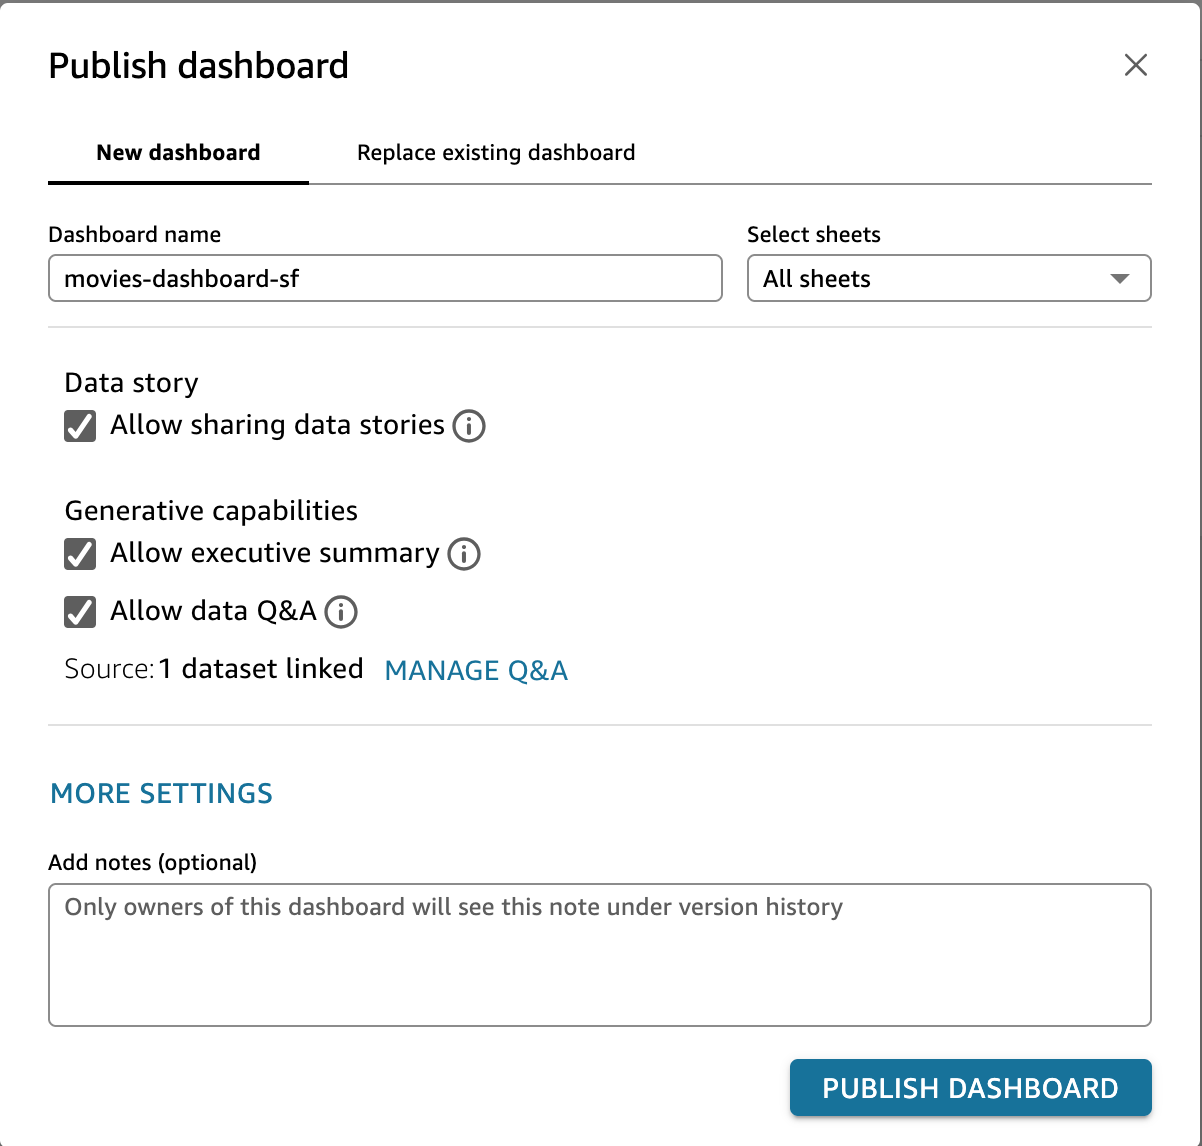 Publish dashboard
New dashboard
Replace existing dashboard
Dashboard name
Select sheets
movies-dashboard-sf
All sheets
Data story
Allow sharing data stories
Generative capabilities
Allow executive summary
Allow data Q&A
Source: 1 dataset linked MANAGE Q&A
MORE SETTINGS
Add notes (optional)
Only owners of this dashboard will see this note under version history
PUBLISH DASHBOARD